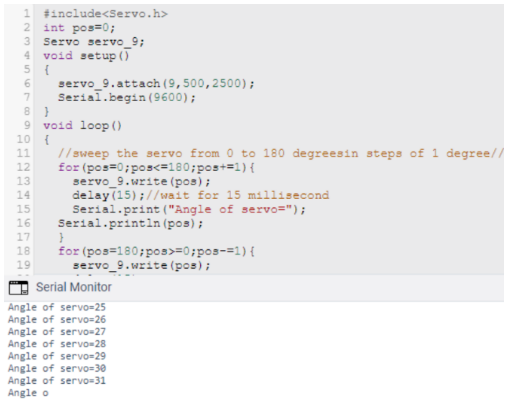 1 #include<Servo.h>
2 int pos=0;
3 Servo servo_9;
4 void setup()
5 {
6 servo_9.attach(9,500,2500);
7 Serial.begin(9600);
8 }
9 void loop()
10 {
11 //sweep the servo from 0 to 180 degreesin steps of 1 degree//
12 for(pos=0;pos<=180;pos+=1){
13 servo_9.write(pos);
14 delay(15);//wait for 15 millisecond
15 Serial.print("Angle of servo=");
16 Serial.println(pos);
17 }
18 for(pos=180;pos>=0;pos-=1){
19 servo_9.write(pos);
Serial Monitor
Angle of servo=25
Angle of servo=26
Angle of servo=27
Angle of servo=28
Angle of servo=29
Angle of servo=30
Angle of servo=31
Angle o